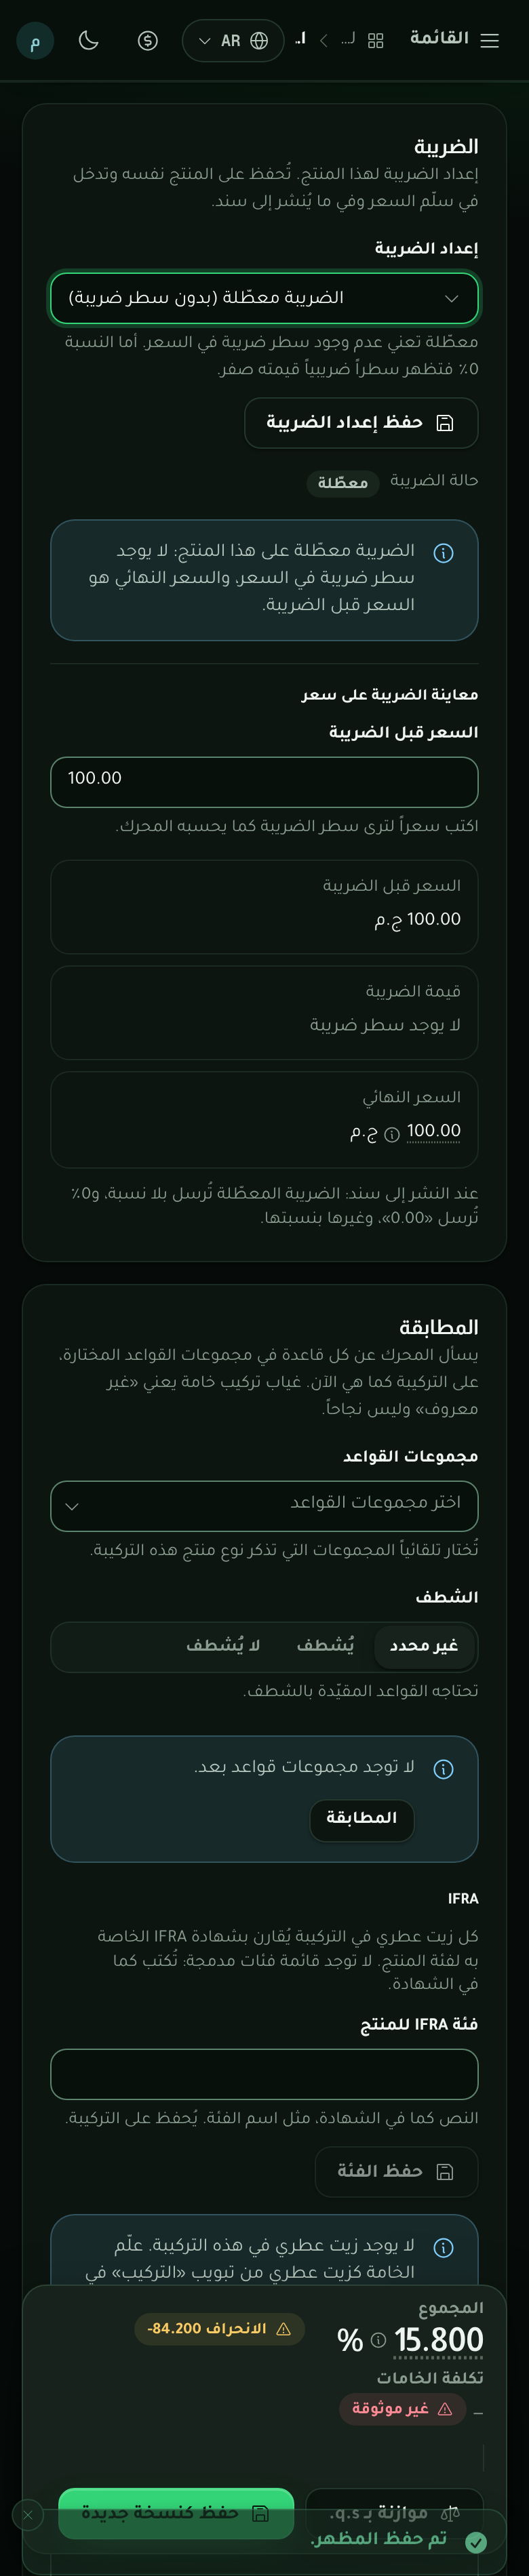 القائمة
لـ...
ا..
AR
م
الضريبة
إعداد الضريبة لهذا المنتج. تُحفظ على المنتج نفسه وتدخل
في سلّم السعر وفي ما يُنشر إلى سند.
إعداد الضريبة
الضريبة معطّلة (بدون سطر ضريبة)
معطّلة تعني عدم وجود سطر ضريبة في السعر. أما النسبة
0٪ فتظهر سطراً ضريبياً قيمته صفر.
حفظ إعداد الضريبة
حالة الضريبة
معطّلة
الضريبة معطّلة على هذا المنتج: لا يوجد
سطر ضريبة في السعر، والسعر النهائي هو
السعر قبل الضريبة.
معاينة الضريبة على سعر
السعر قبل الضريبة
100.00
اكتب سعراً لترى سطر الضريبة كما يحسبه المحرك.
السعر قبل الضريبة
100.00 ج.م
قيمة الضريبة
لا يوجد سطر ضريبة
السعر النهائي
100.00 ج.م
عند النشر إلى سند: الضريبة المعطّلة تُرسل بلا نسبة، و0٪
تُرسل «0.00»، وغيرها بنسبتها.
المطابقة
يسأل المحرك عن كل قاعدة في مجموعات القواعد المختارة،
على التركيبة كما هي الآن. غياب تركيب خامة يعني «غير
معروف» وليس نجاحاً.
مجموعات القواعد
اختر مجموعات القواعد
تُختار تلقائياً المجموعات التي تذكر نوع منتج هذه التركيبة.
الشطف
غير محدد
يُشطف
لا يُشطف
تحتاجه القواعد المقيّدة بالشطف.
لا توجد مجموعات قواعد بعد.
المطابقة
IFRA
كل زيت عطري في التركيبة يُقارن بشهادة IFRA الخاصة
به لفئة المنتج. لا توجد قائمة فئات مدمجة: تُكتب كما
في الشهادة.
فئة IFRA للمنتج
النص كما في الشهادة، مثل اسم الفئة. يُحفظ على التركيبة.
حفظ الفئة
لا يوجد زيت عطري في هذه التركيبة. علّم
الخامة كزيت عطري من تبويب «التركيب» في
المجموع
15.800 %
الانحراف 84.200-
تكلفة الخامات
—
غير موثوقة
موازنة بـ q.s.
حفظ كنسخة جديدة
تم حفظ المظهر.